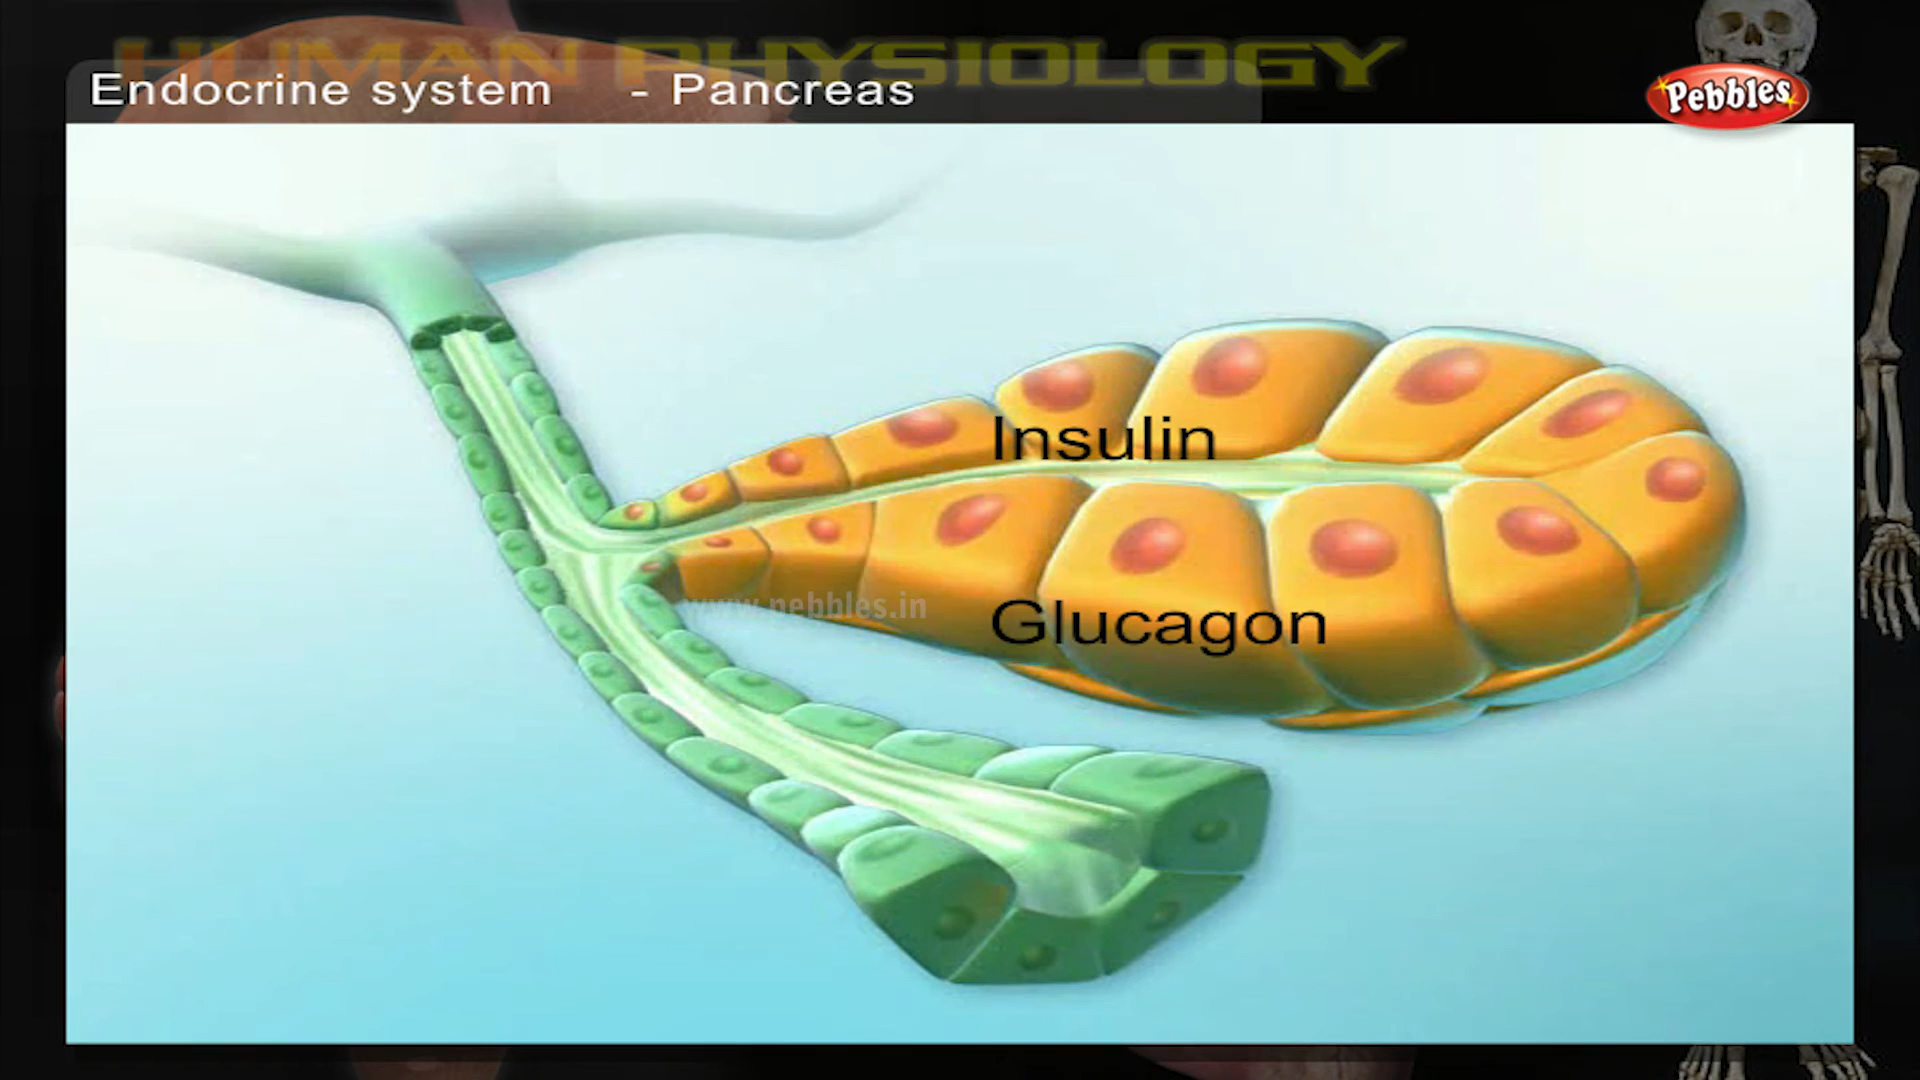 HUMAN PHYSIOLOGY
Endocrine system - Pancreas
Pebbles
Insulin
www.pebbles.in
Glucagon